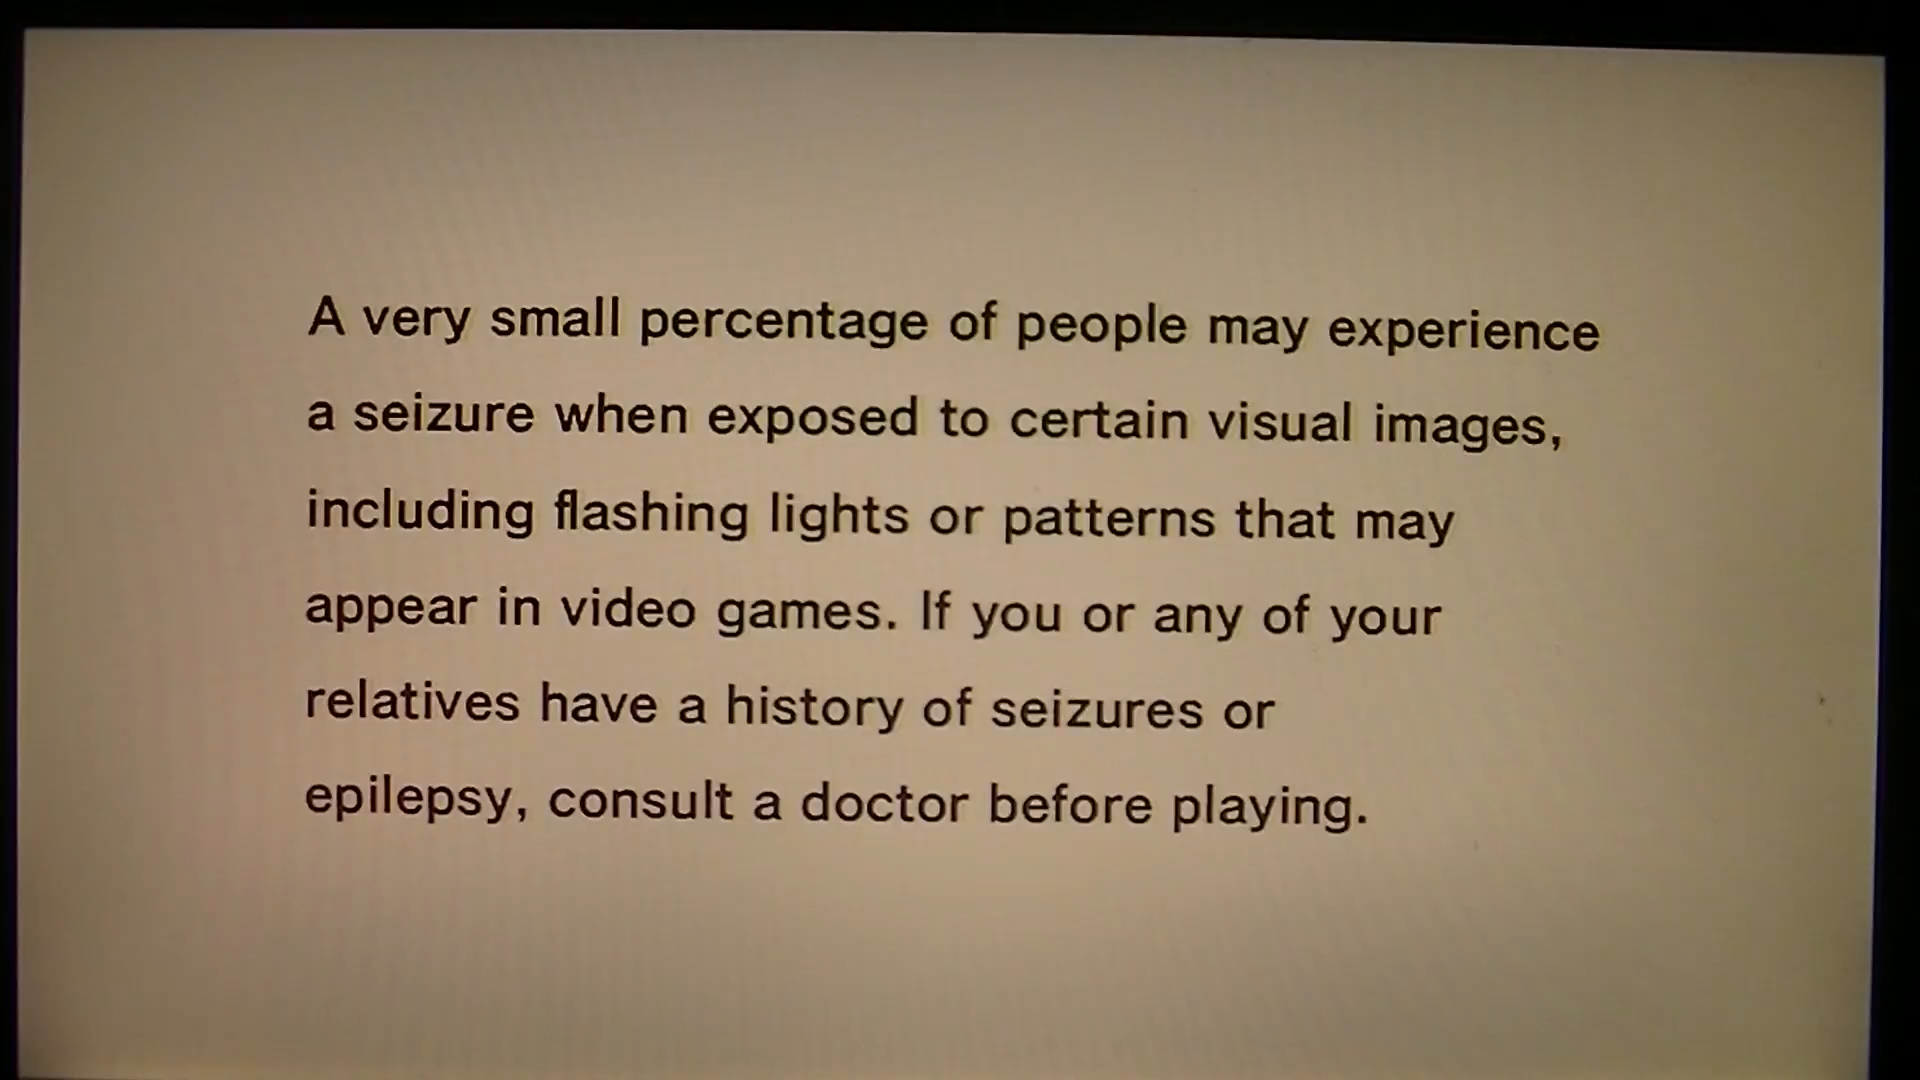 A very small percentage of people may experience
a seizure when exposed to certain visual images,
including flashing lights or patterns that may
appear in video games. If you or any of your
relatives have a history of seizures or
epilepsy, consult a doctor before playing.